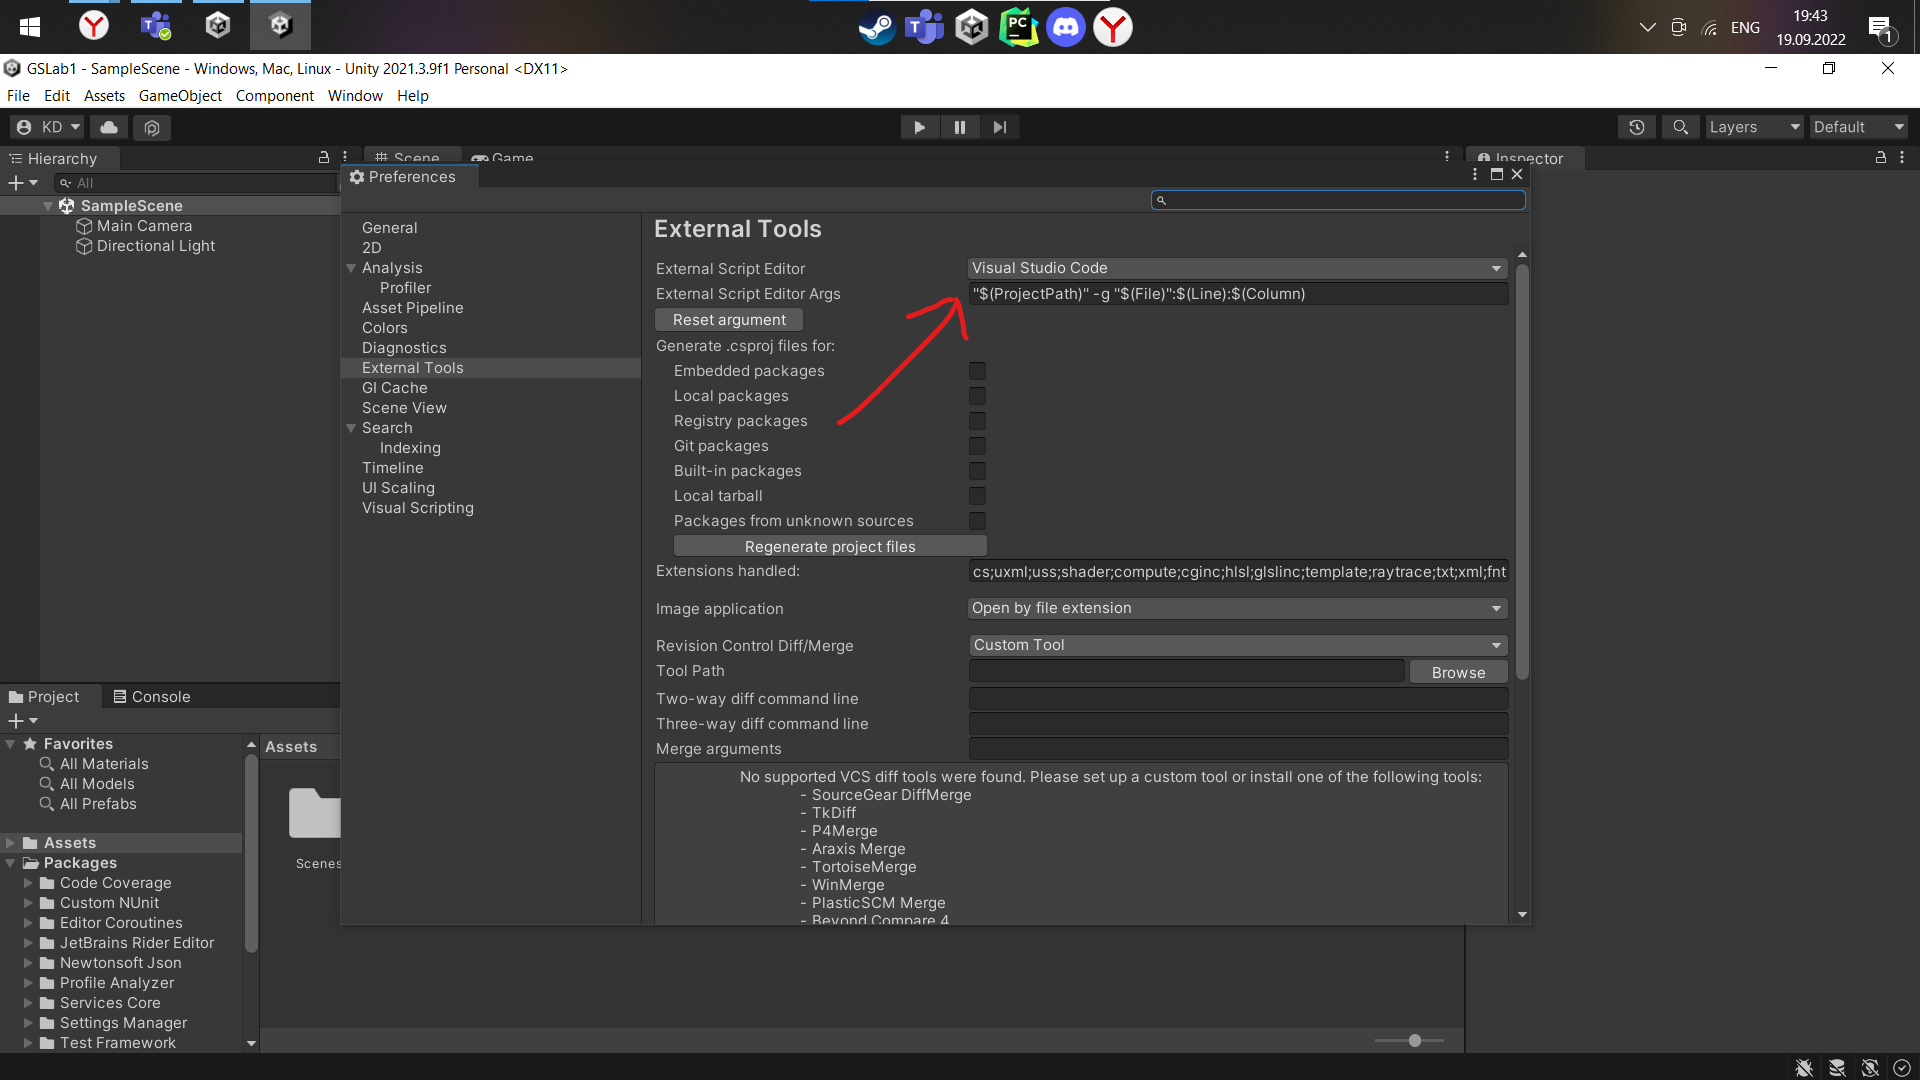 ENG
19:43
19.09.2022
1
GSLab1 - SampleScene - Windows, Mac, Linux - Unity 2021.3.9f1 Personal <DX11>
File Edit Assets GameObject Component Window Help
KD
Layers
Default
Hierarchy
Scene
Game
Inspector
All
SampleScene
Main Camera
Directional Light
Preferences
General
2D
Analysis
Profiler
Asset Pipeline
Colors
Diagnostics
External Tools
GI Cache
Scene View
Search
Indexing
Timeline
UI Scaling
Visual Scripting
External Tools
External Script Editor
Visual Studio Code
External Script Editor Args
"$(ProjectPath)" -g "$(File)":$(Line):$(Column)
Reset argument
Generate .csproj files for:
Embedded packages
Local packages
Registry packages
Git packages
Built-in packages
Local tarball
Packages from unknown sources
Regenerate project files
Extensions handled:
cs;uxml;uss;shader;compute;cginc;hlsl;glslinc;template;raytrace;txt;xml;fnt
Image application
Open by file extension
Revision Control Diff/Merge
Custom Tool
Tool Path
Browse
Two-way diff command line
Three-way diff command line
Merge arguments
No supported VCS diff tools were found. Please set up a custom tool or install one of the following tools:
- SourceGear DiffMerge
- TkDiff
- P4Merge
- Araxis Merge
- TortoiseMerge
- WinMerge
- PlasticSCM Merge
- Beyond Compare 4
Project
Console
Favorites
All Materials
All Models
All Prefabs
Assets
Packages
Code Coverage
Custom NUnit
Editor Coroutines
JetBrains Rider Editor
Newtonsoft Json
Profile Analyzer
Services Core
Settings Manager
Test Framework
Assets
Scenes